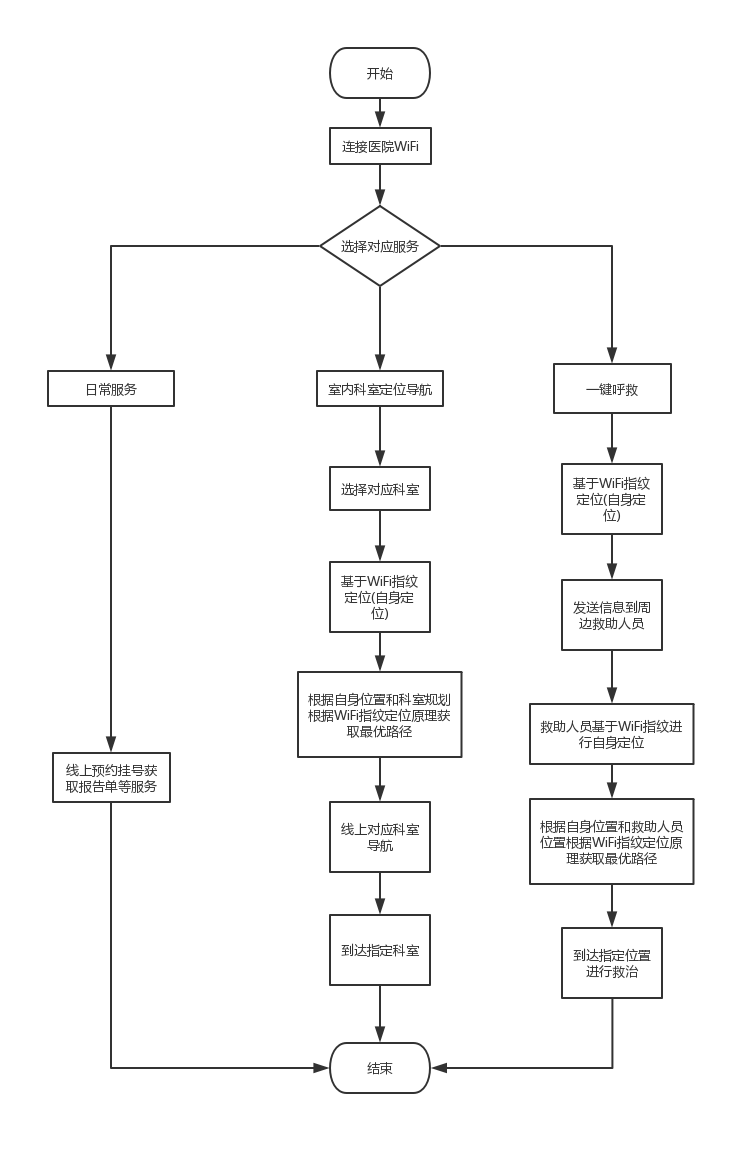 开始
连接医院WiFi
选择对应服务
日常服务
线上预约挂号获
取报告单等服务
室内科室定位导航
选择对应科室
基于WiFi指纹
定位(自身定
位)
根据自身位置和科室规划
根据WiFi指纹定位原理获
取最优路径
线上对应科室
导航
到达指定科室
一键呼救
基于WiFi指纹
定位(自身定
位)
发送信息到周
边救助人员
救助人员基于WiFi指纹进
行自身定位
根据自身位置和救助人员
位置根据WiFi指纹定位原
理获取最优路径
到达指定位置
进行救治
结束